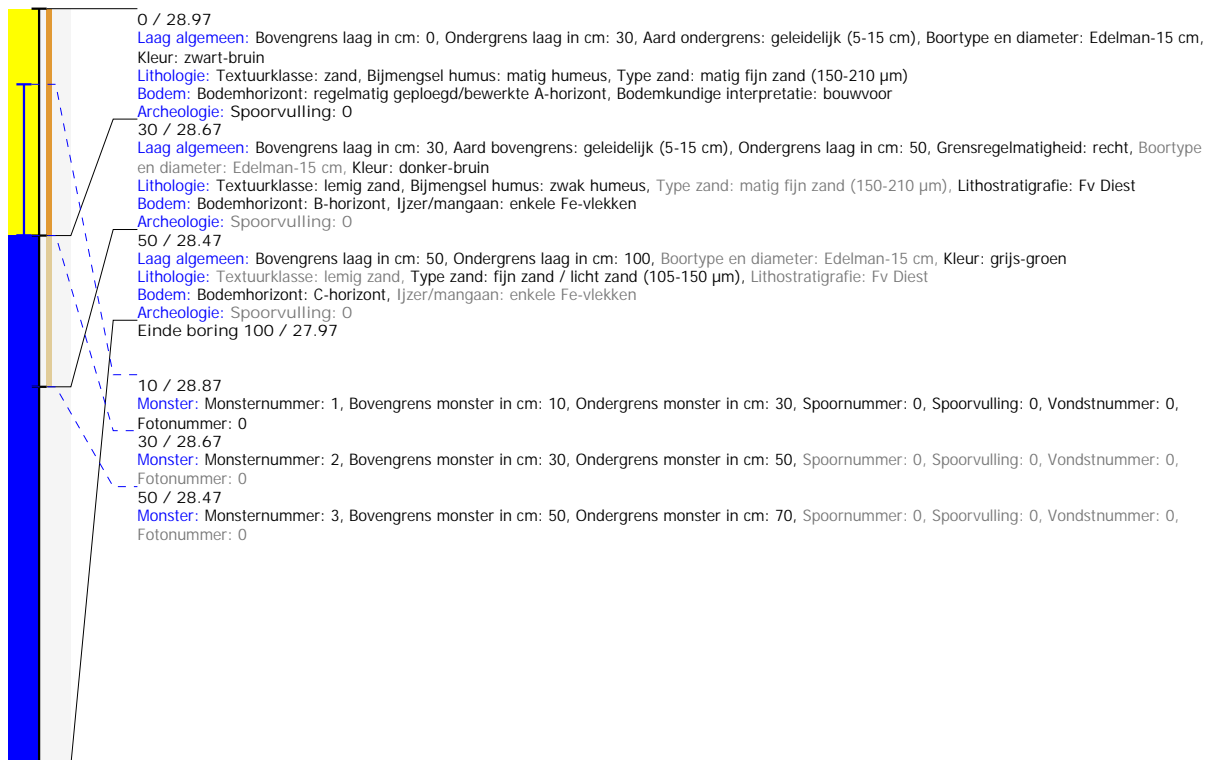 0 / 28.97
Laag algemeen: Bovengrens laag in cm: 0, Ondergrens laag in cm: 30, Aard ondergrens: geleidelijk (5-15 cm), Boortype en diameter: Edelman-15 cm,
Kleur: zwart-bruin
Lithologie: Textuurklasse: zand, Bijmengsel humus: matig humeus, Type zand: matig fijn zand (150-210 µm)
Bodem: Bodemhorizont: regelmatig geploegd/bewerkte A-horizont, Bodemkundige interpretatie: bouwvoor
Archeologie: Spoorvulling: 0
30 / 28.67
Laag algemeen: Bovengrens laag in cm: 30, Aard bovengrens: geleidelijk (5-15 cm), Ondergrens laag in cm: 50, Grensregelmatigheid: recht, Boortype
en diameter: Edelman-15 cm, Kleur: donker-bruin
Lithologie: Textuurklasse: lemig zand, Bijmengsel humus: zwak humeus, Type zand: matig fijn zand (150-210 µm), Lithostratigrafie: Fv Diest
Bodem: Bodemhorizont: B-horizont, Ijzer/mangaan: enkele Fe-vlekken
Archeologie: Spoorvulling: 0
50 / 28.47
Laag algemeen: Bovengrens laag in cm: 50, Ondergrens laag in cm: 100, Boortype en diameter: Edelman-15 cm, Kleur: grijs-groen
Lithologie: Textuurklasse: lemig zand, Type zand: fijn zand / licht zand (105-150 µm), Lithostratigrafie: Fv Diest
Bodem: Bodemhorizont: C-horizont, Ijzer/mangaan: enkele Fe-vlekken
Archeologie: Spoorvulling: 0
Einde boring 100 / 27.97
10 / 28.87
Monster: Monsternummer: 1, Bovengrens monster in cm: 10, Ondergrens monster in cm: 30, Spoornummer: 0, Spoorvulling: 0, Vondstnummer: 0,
Fotonummer: 0
30 / 28.67
Monster: Monsternummer: 2, Bovengrens monster in cm: 30, Ondergrens monster in cm: 50, Spoornummer: 0, Spoorvulling: 0, Vondstnummer: 0,
Fotonummer: 0
50 / 28.47
Monster: Monsternummer: 3, Bovengrens monster in cm: 50, Ondergrens monster in cm: 70, Spoornummer: 0, Spoorvulling: 0, Vondstnummer: 0,
Fotonummer: 0